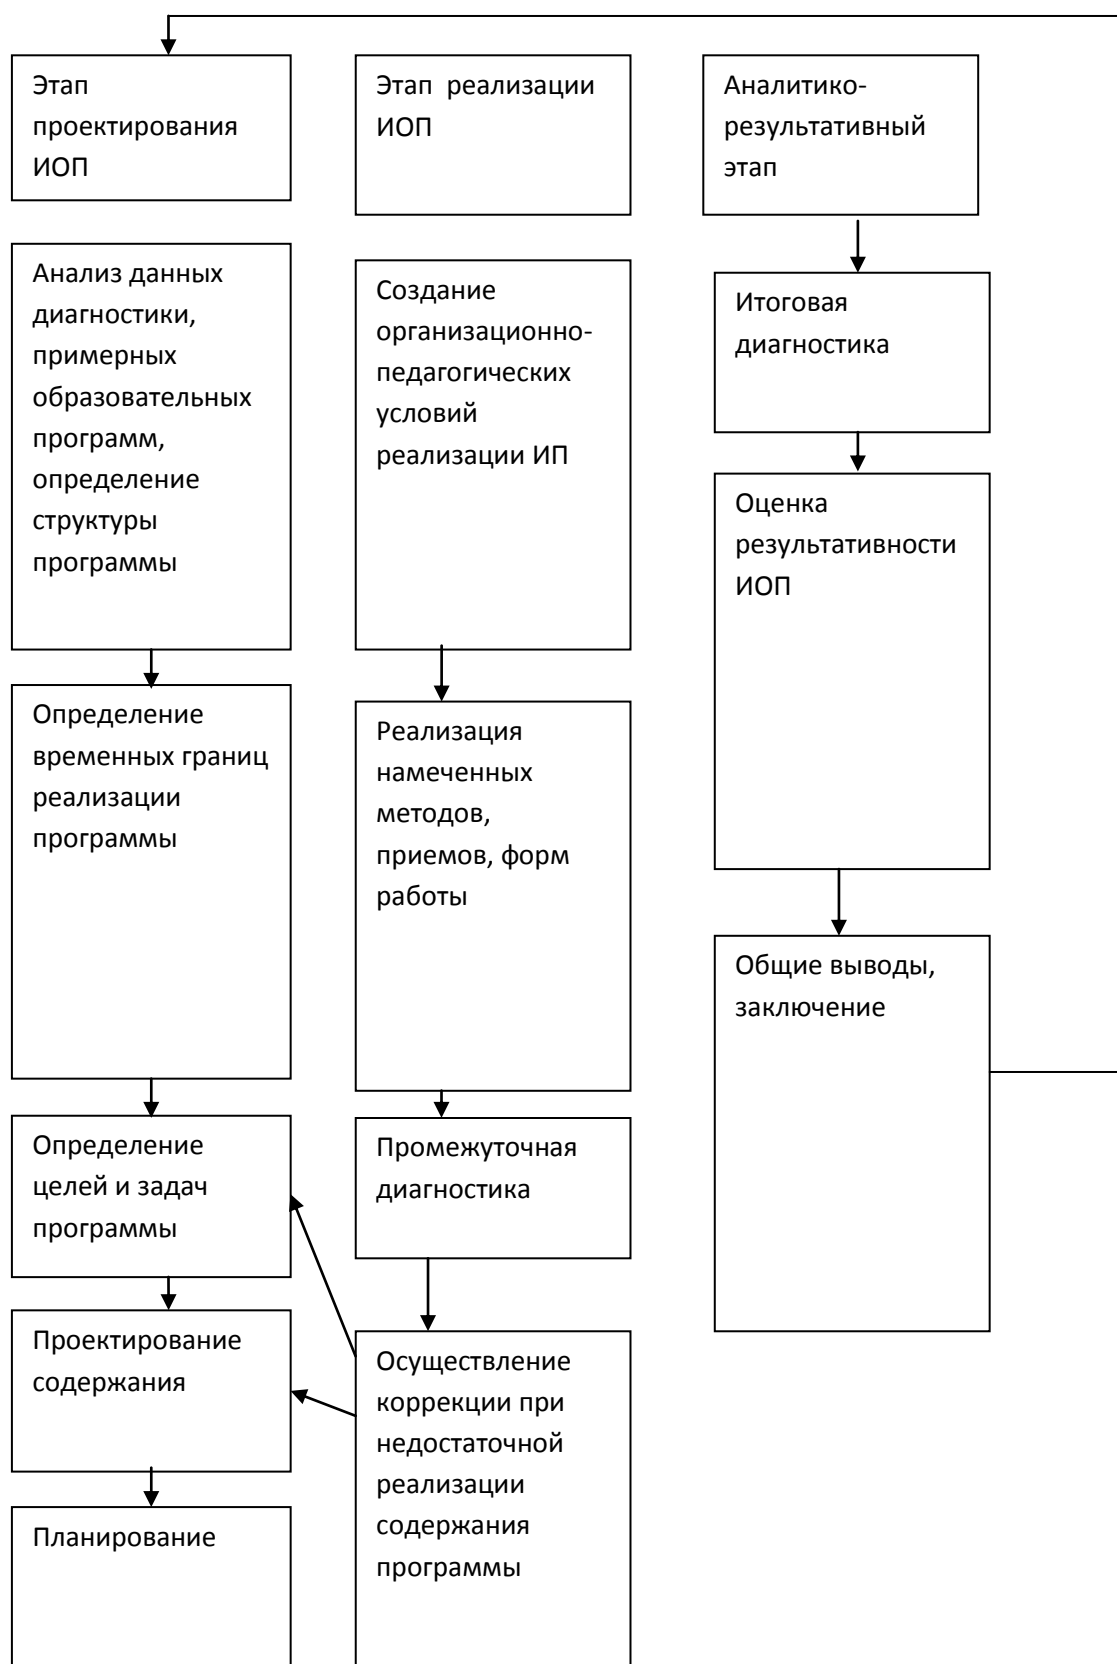 Этап
проектирования
ИОП
Анализ данных
диагностики,
примерных
образовательных
программ,
определение
структуры
программы
Определение
временных границ
реализации
программы
Определение
целей и задач
программы
Проектирование
содержания
Планирование
Этап реализации
ИОП
Создание
организационно-
педагогических
условий
реализации ИП
Реализация
намеченных
методов,
приемов, форм
работы
Промежуточная
диагностика
Осуществление
коррекции при
недостаточной
реализации
содержания
программы
Аналитико-
результативный
этап
Итоговая
диагностика
Оценка
результативности
ИОП
Общие выводы,
заключение